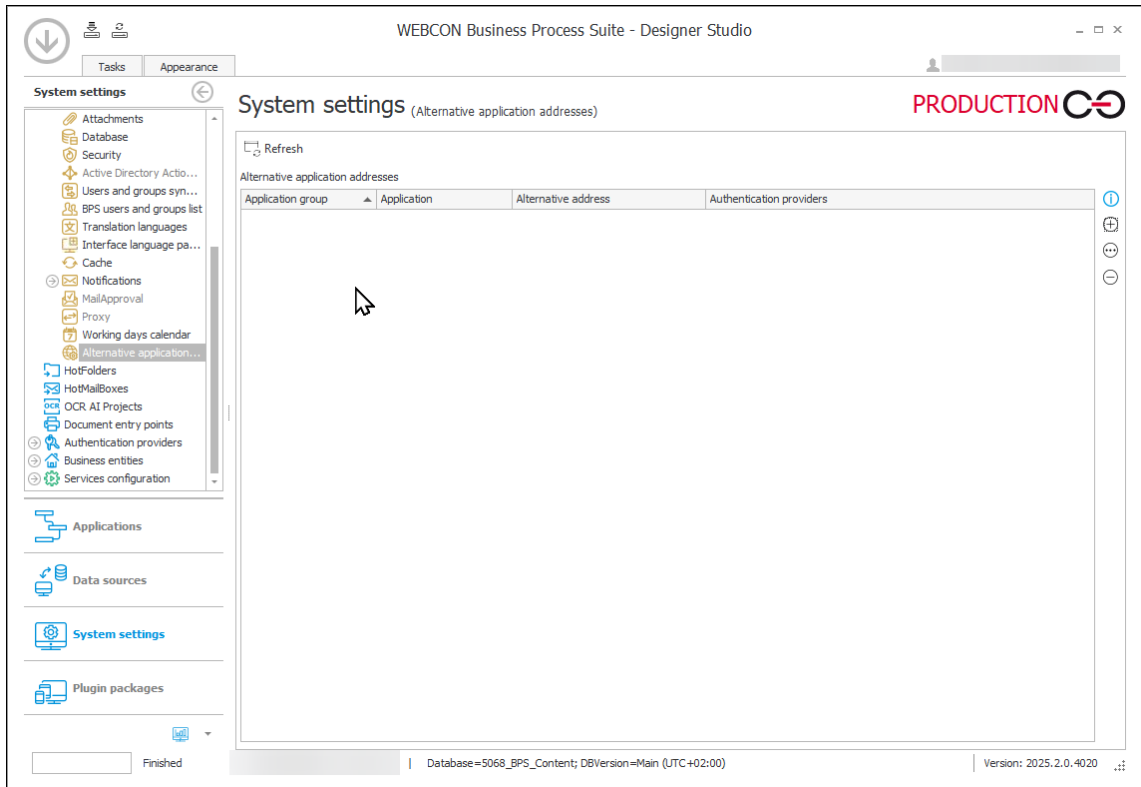 WEBCON Business Process Suite - Designer Studio
Tasks
Appearance
System settings
Attachments
Database
Security
Active Directory Actio...
Users and groups syn...
BPS users and groups list
Translation languages
Interface language pa...
Cache
Notifications
MailApproval
Proxy
7
Working days calendar
Alternative application...
HotFolders
HotMailBoxes
OCR
OCR AI Projects
Document entry points
Authentication providers
Business entities
Services configuration
Applications
Data sources
System settings
Plugin packages
System settings (Alternative application addresses)
PRODUCTION
Refresh
Alternative application addresses
Application group
Application
Alternative address
Authentication providers
Finished
Database=5068_BPS_Content; DBVersion=Main (UTC+02:00)
Version: 2025.2.0.4020